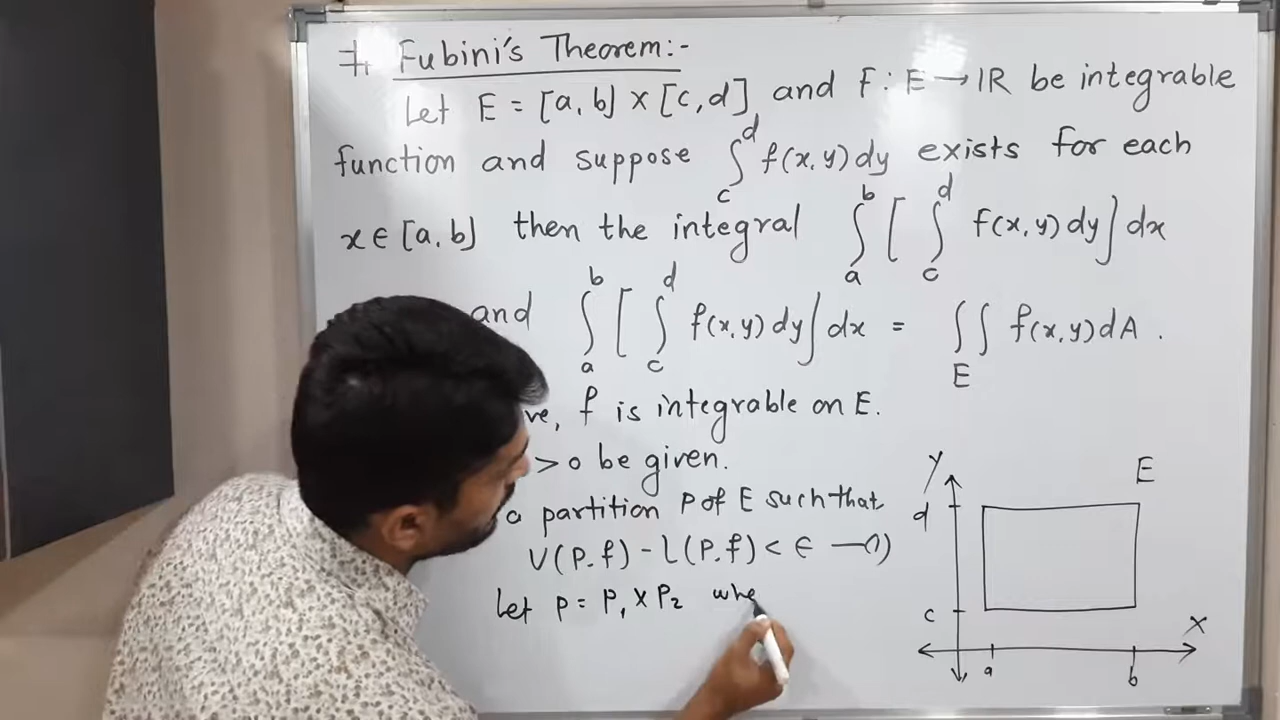 # Fubini's Theorem:-
Let E = [a, b] × [c, d] and F : E → IR be integrable
function and suppose ∫_c^d f(x, y) dy exists for each
x ∈ [a, b] then the integral ∫_a^b [ ∫_c^d f(x, y) dy ] dx
and ∫_a^b [ ∫_c^d f(x, y) dy ] dx = ∫∫_E f(x, y) dA .
f is integrable on E.
> 0 be given.
a partition P of E such that
U(P. f) - L(P. f) < ϵ —(1)
Let P = P₁ × P₂ whe
Y
E
d
c
X
a
b